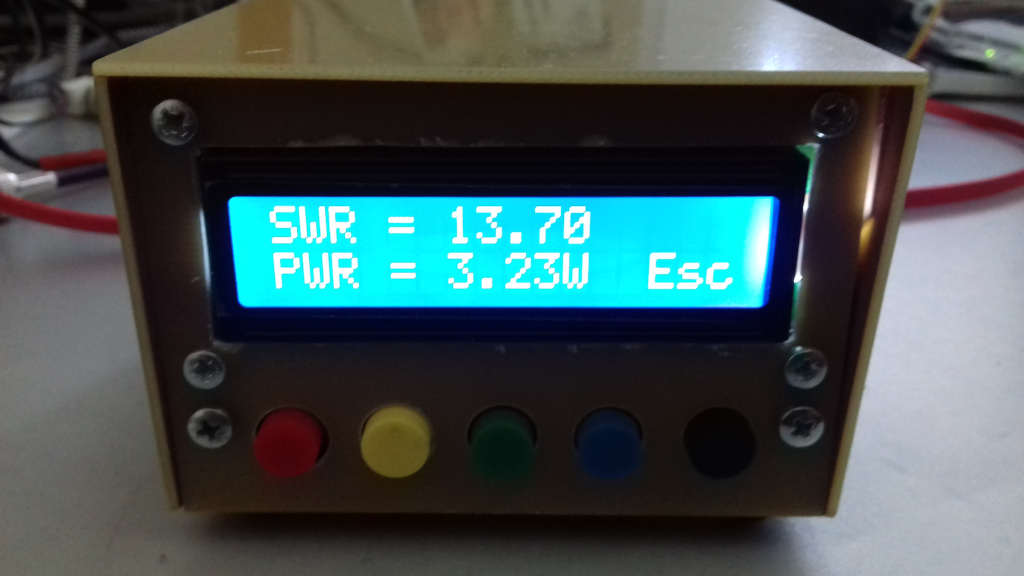 SWR = 13.70
PWR = 3.23W Esc